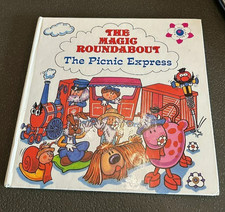 THE
MAGIC
ROUNDABOUT
The Picnic Express